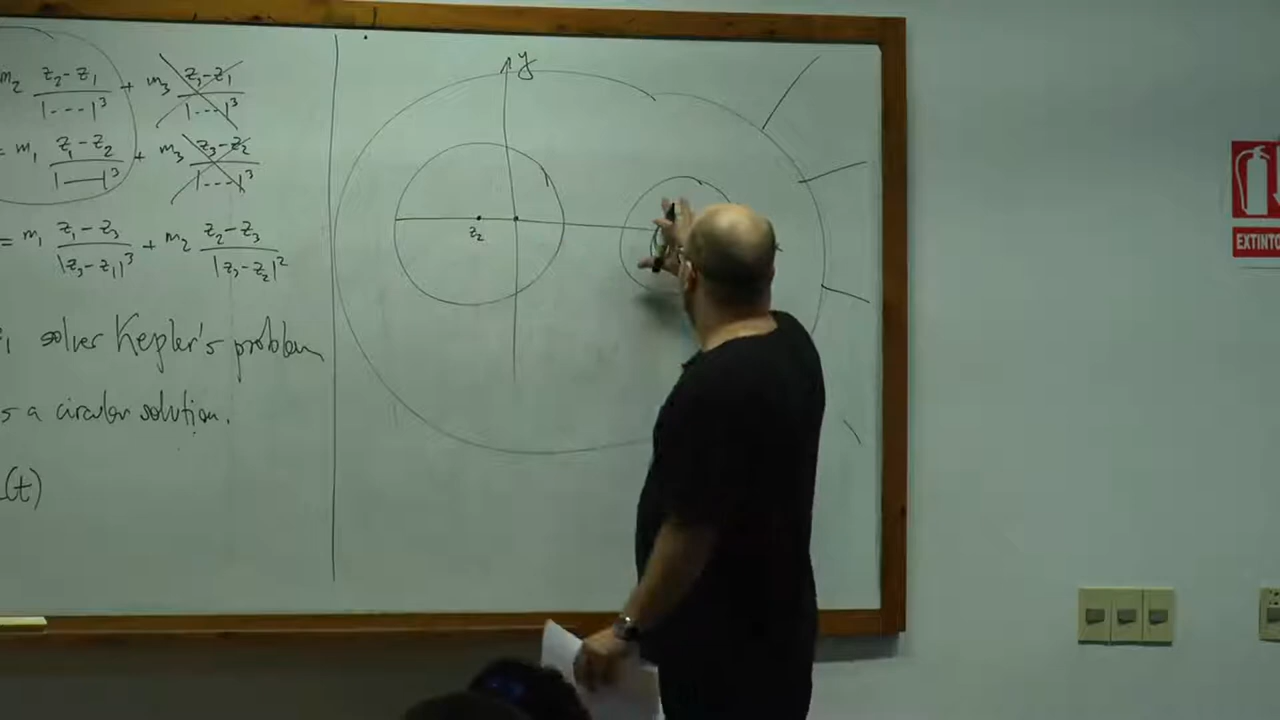 m₂ z₂-z₁/|---|³ + m₃ z₃-z₁/|---|³
= m₁ z₁-z₂/|—|³ + m₃ z₃-z₂/|---|³
= m₁ z₁-z₃/|z₃-z₁|³ + m₂ z₂-z₃/|z₃-z₂|²
solver Kepler's problem
s a circular solution.
(t)
y
z₂
EXTINTO